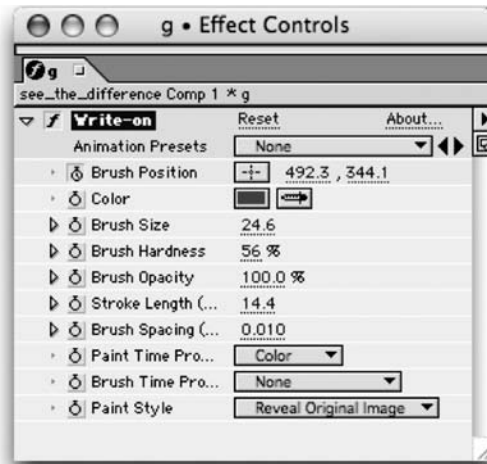 g • Effect Controls
g
see_the_difference Comp 1 * g
Write-on Reset About...
Animation Presets None
Brush Position 492.3 , 344.1
Color
Brush Size 24.6
Brush Hardness 56 %
Brush Opacity 100.0 %
Stroke Length (... 14.4
Brush Spacing (... 0.010
Paint Time Pro... Color
Brush Time Pro... None
Paint Style Reveal Original Image